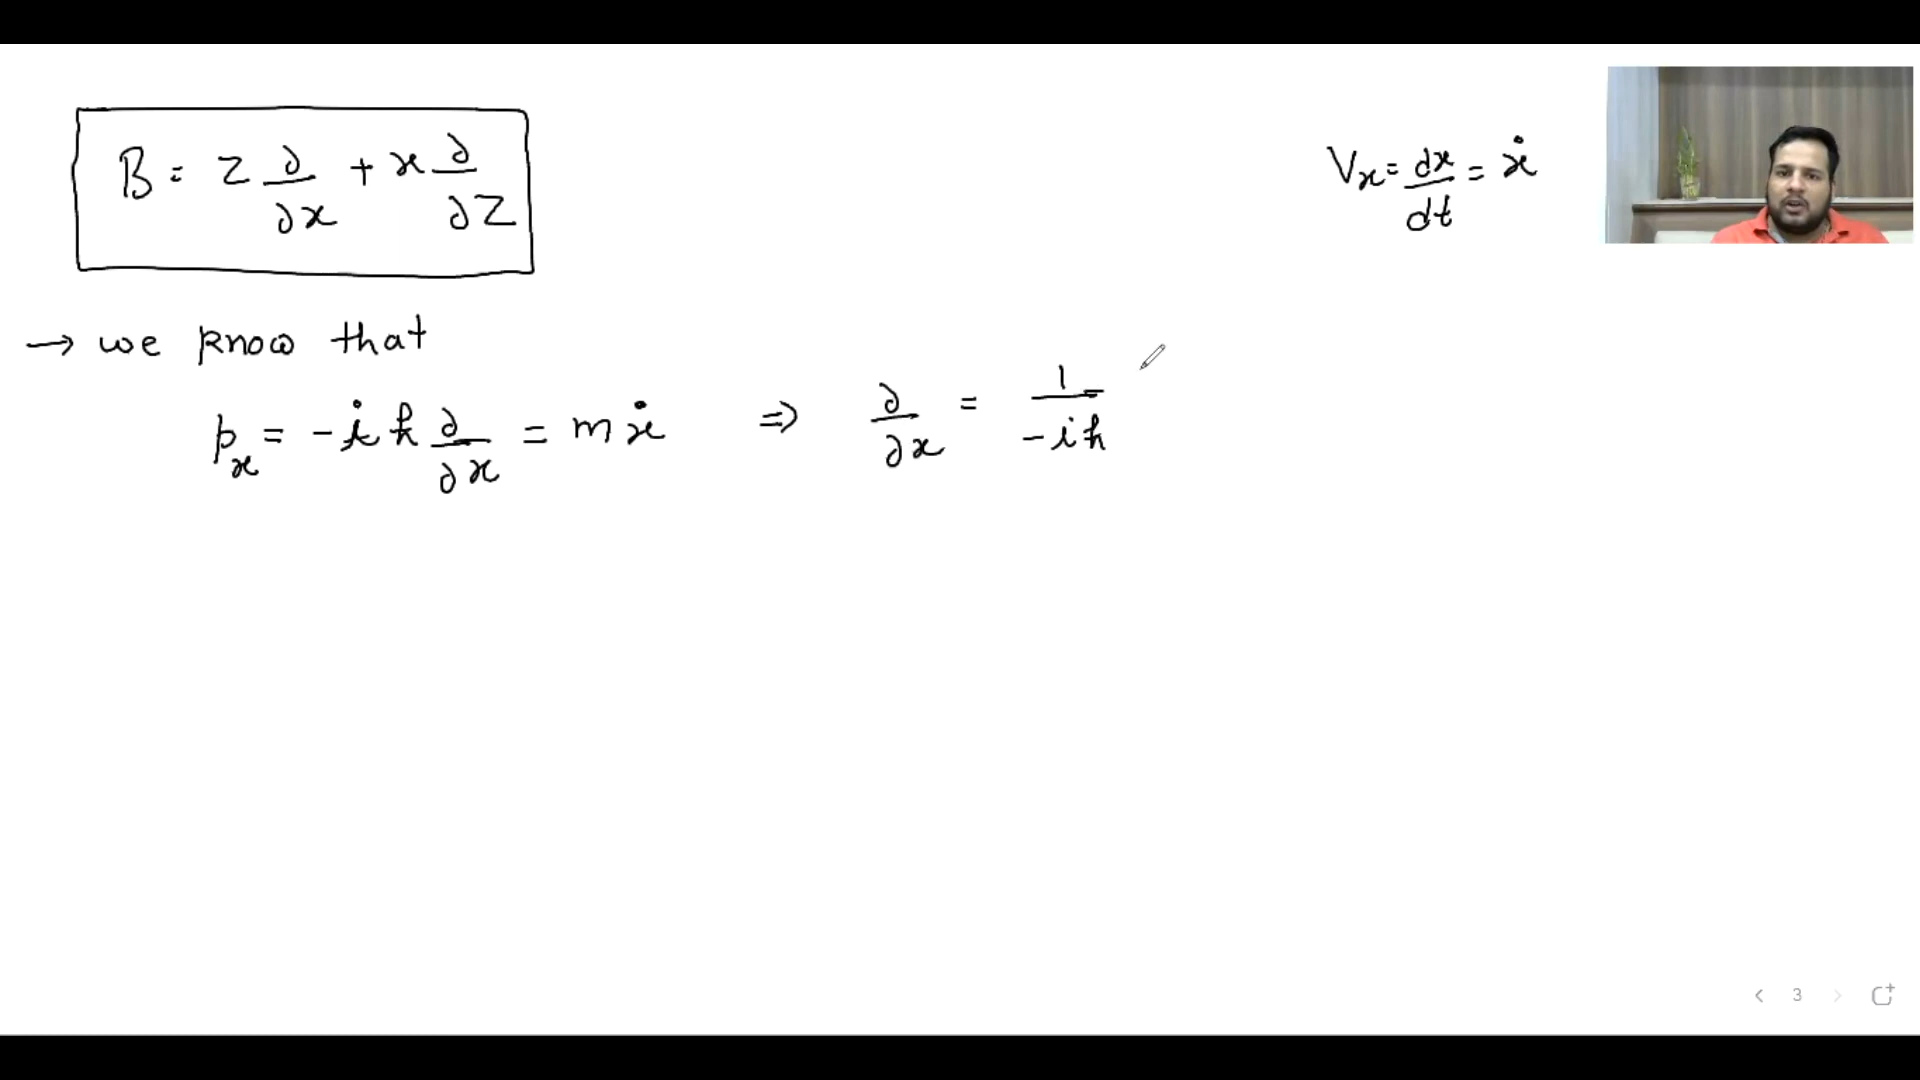 B = z ∂/∂x + x ∂/∂z
Vx = dx/dt = ẋ
→ we know that
px = -iħ ∂/∂x = mẋ ⇒ ∂/∂x = 1/-iħ
3